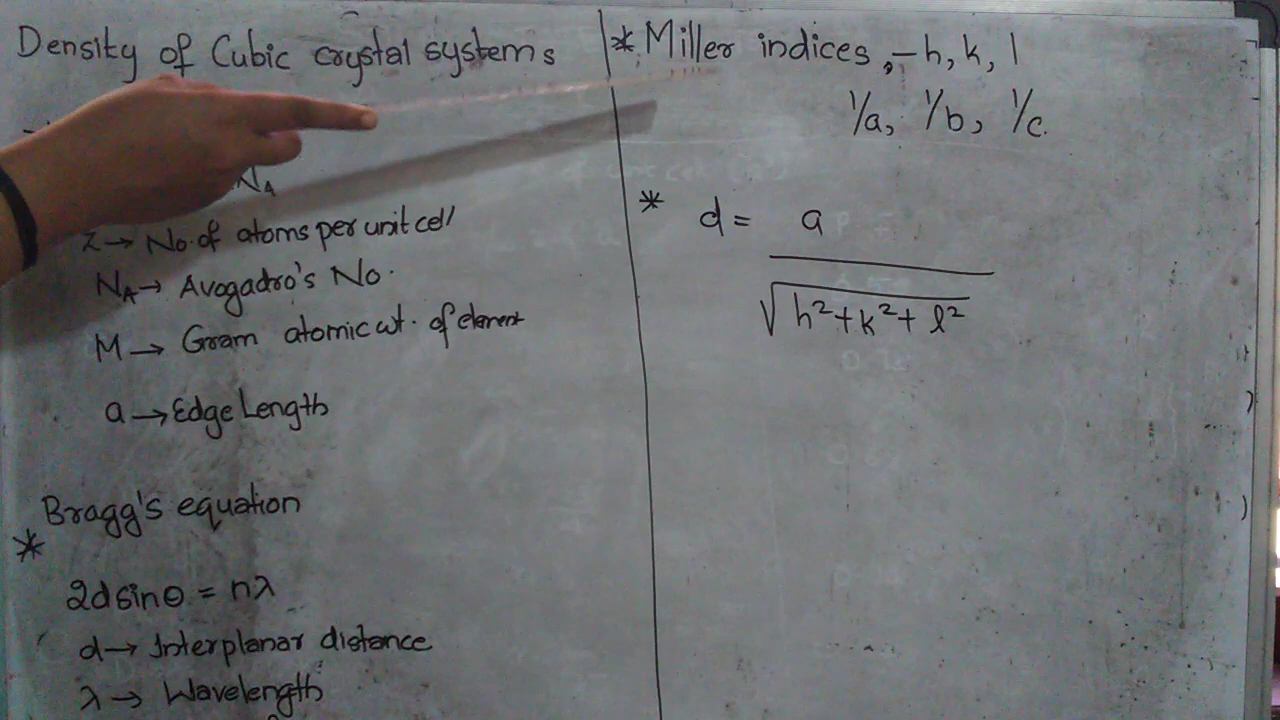 Density of Cubic crystal systems
NA
Z → No. of atoms per unit cell
NA → Avogadro's No.
M → Gram atomic wt. of element
a → Edge Length
Bragg's equation
*
2d sinθ = nλ
d → Interplanar distance
λ → Wavelength
* Miller indices, - h, k, l
1/a, 1/b, 1/c.
* d = a
√h²+k²+l²